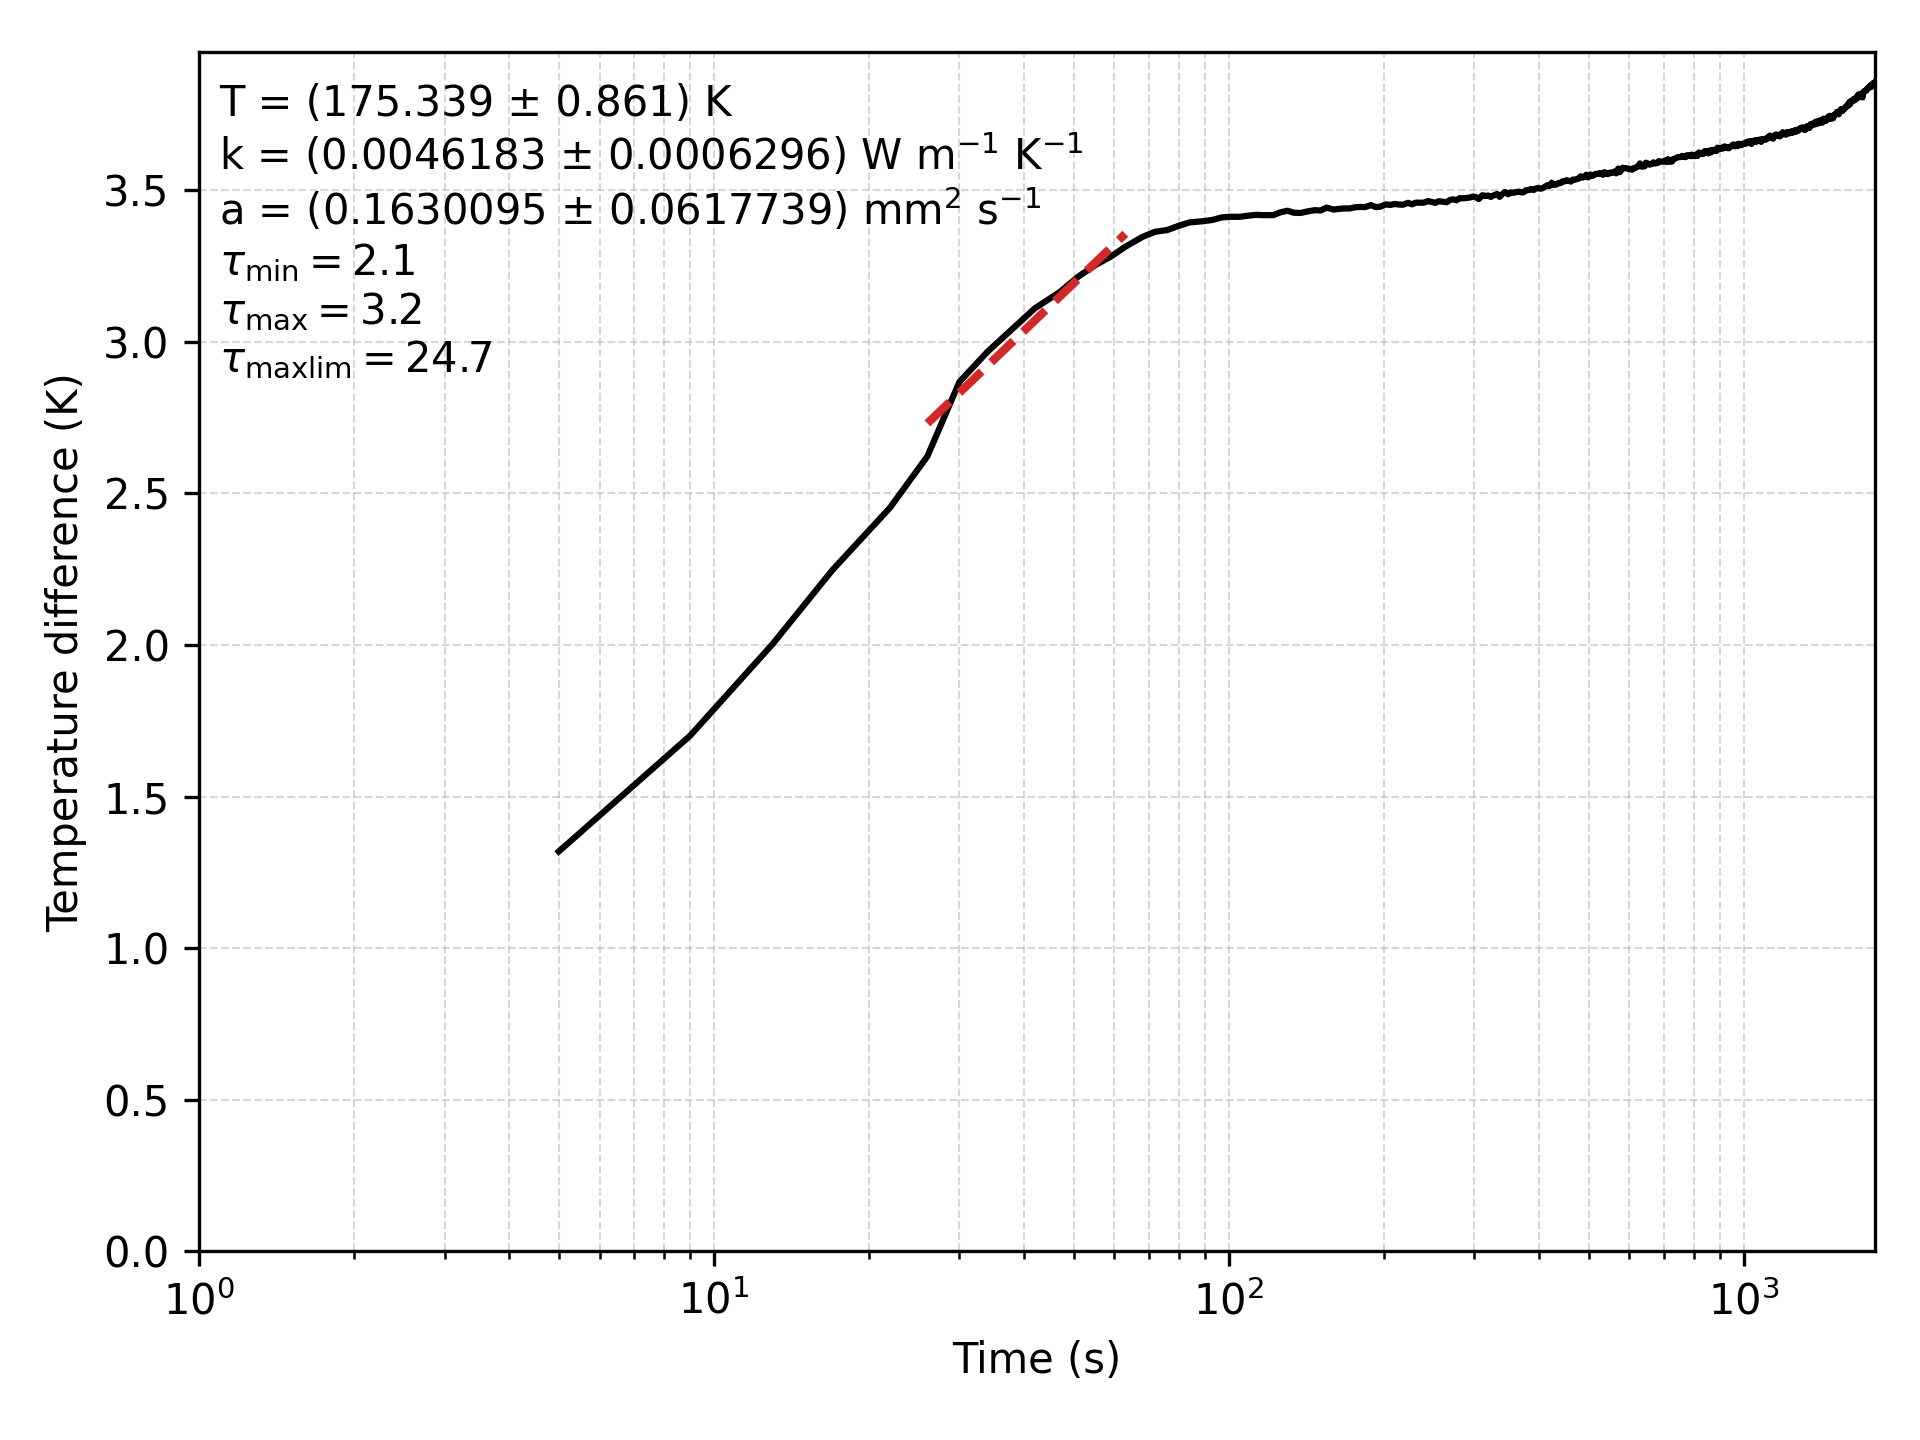 T = (175.339 ± 0.861) K
k = (0.0046183 ± 0.0006296) W m⁻¹ K⁻¹
a = (0.1630095 ± 0.0617739) mm² s⁻¹
τmin = 2.1
τmax = 3.2
τmaxlim = 24.7
Temperature difference (K)
3.5
3.0
2.5
2.0
1.5
1.0
0.5
0.0
10⁰ 10¹ 10² 10³
Time (s)